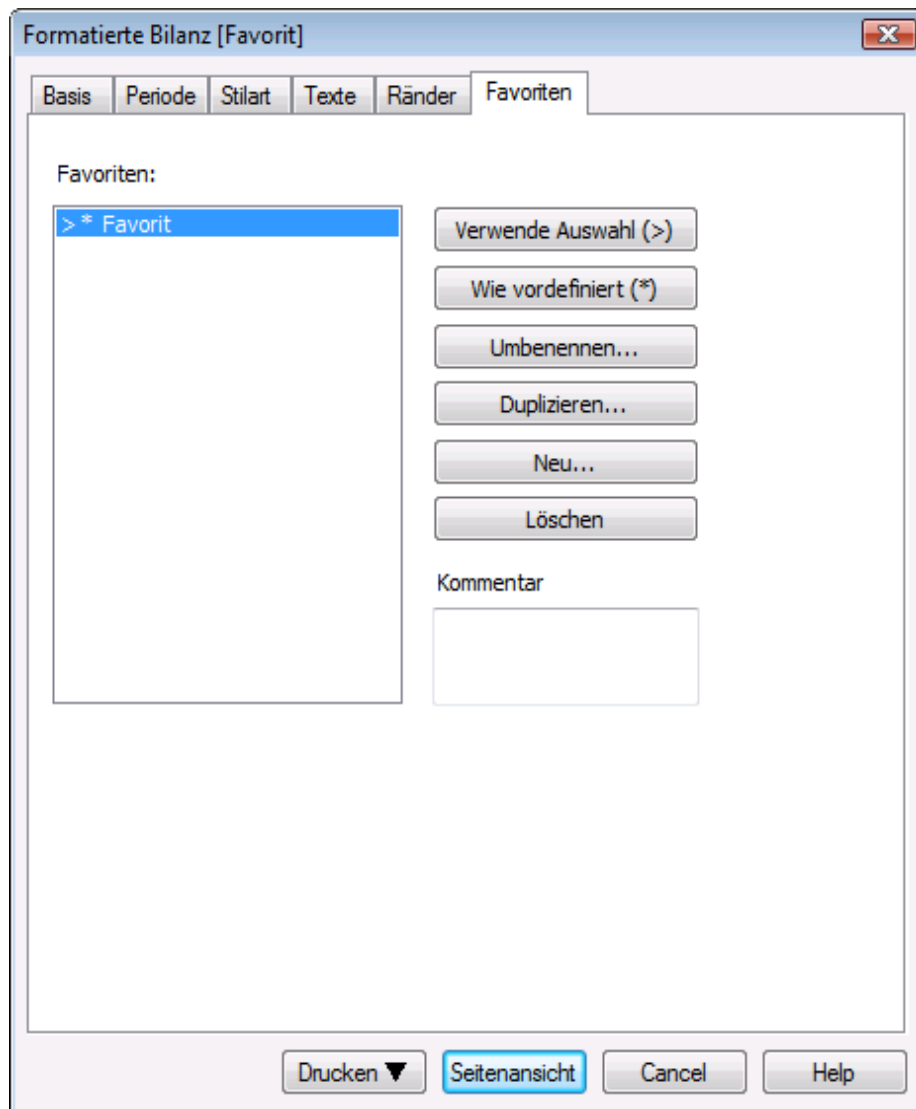 Formatierte Bilanz [Favorit]
Basis Periode Stilart Texte Ränder Favoriten
Favoriten:
> * Favorit
Verwende Auswahl (>)
Wie vordefiniert (*)
Umbenennen...
Duplizieren...
Neu...
Löschen
Kommentar
Drucken ▼ Seitenansicht Cancel Help